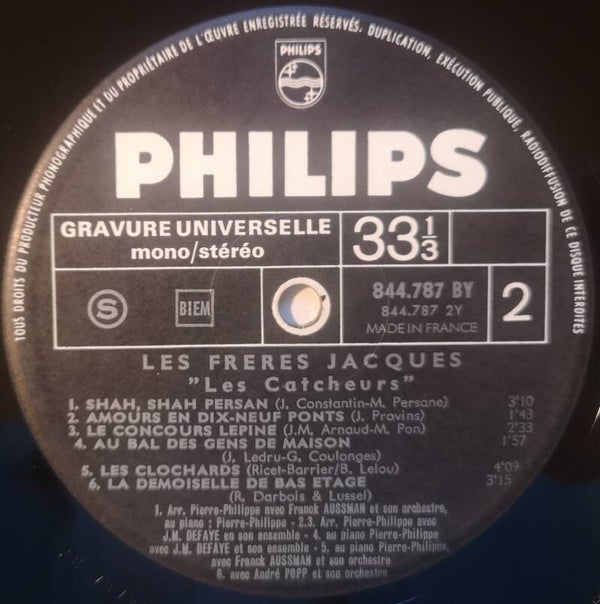 TOUS DROITS DU PRODUCTEUR PHONOGRAPHIQUE ET DU PROPRIÉTAIRE DE L'ŒUVRE ENREGISTRÉE RÉSERVÉS. DUPLICATION, EXÉCUTION PUBLIQUE, RADIODIFFUSION DE CE DISQUE INTERDITES
PHILIPS
PHILIPS
GRAVURE UNIVERSELLE
mono/stéréo
33 1/3
S
BIEM
844.787 BY
844.787 2Y
MADE IN FRANCE
2
LES FRERES JACQUES
"Les Catcheurs"
1. SHAH, SHAH PERSAN (J. Constantin-M. Persane) 3'10
2. AMOURS EN DIX-NEUF PONTS (J. Provins) 1'43
3. LE CONCOURS LEPINE (J.M. Arnaud-M. Pon) 2'33
4. AU BAL DES GENS DE MAISON 1'57
(J. Ledru-G. Coulonges)
5. LES CLOCHARDS (Ricet-Barrier/B. Lelou) 4'09
6. LA DEMOISELLE DE BAS ETAGE 3'15
(R. Darbois & Lussel)
1. Arr. Pierre-Philippe avec Franck AUSSMAN et son orchestre,
au piano : Pierre-Philippe - 2.3. Arr. Pierre-Philippe avec
J.M. DEFAYE en son ensemble - 4. au piano Pierre-Philippe
avec J.M. DEFAYE et son ensemble - 5. au piano Pierre-Philippe,
avec Franck AUSSMAN et son orchestre
6. avec André POPP et son orchestre